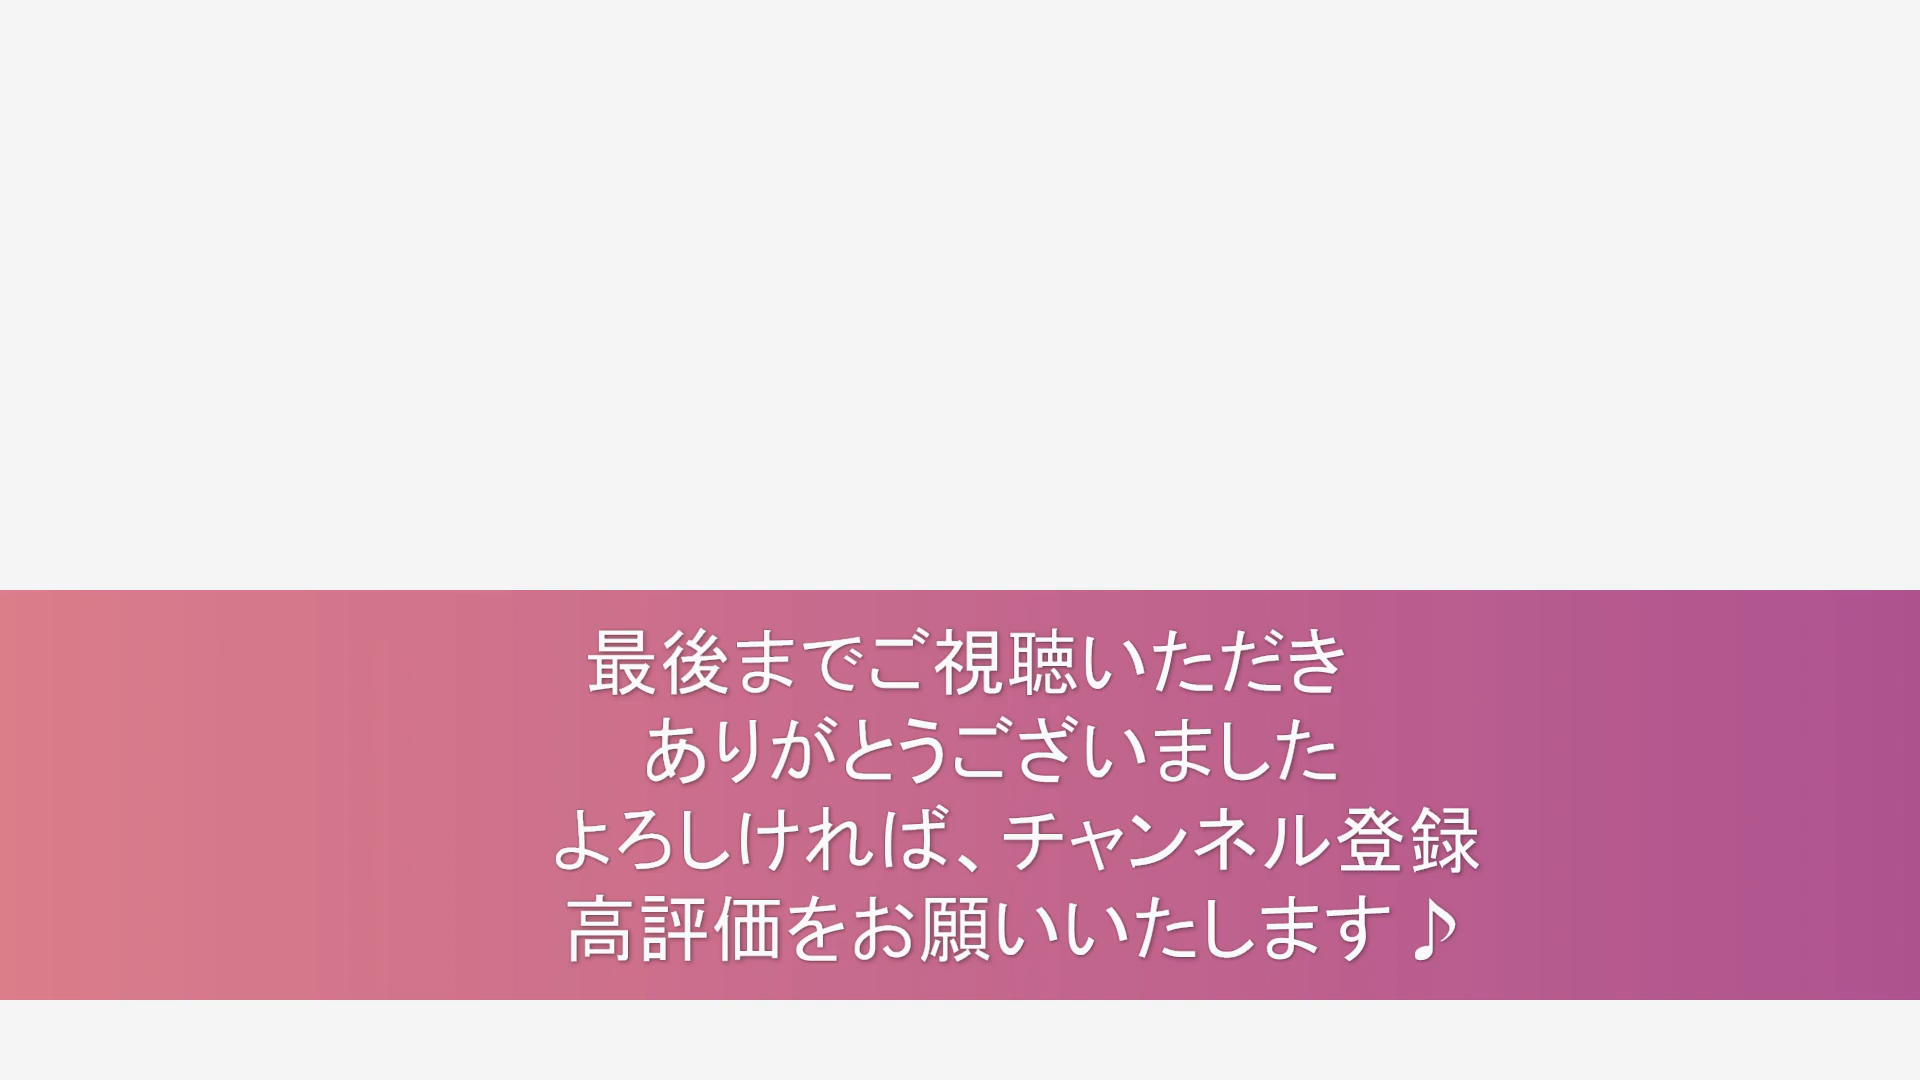 最後までご視聴いただき
ありがとうございました
よろしければ、チャンネル登録
高評価をお願いいたします♪